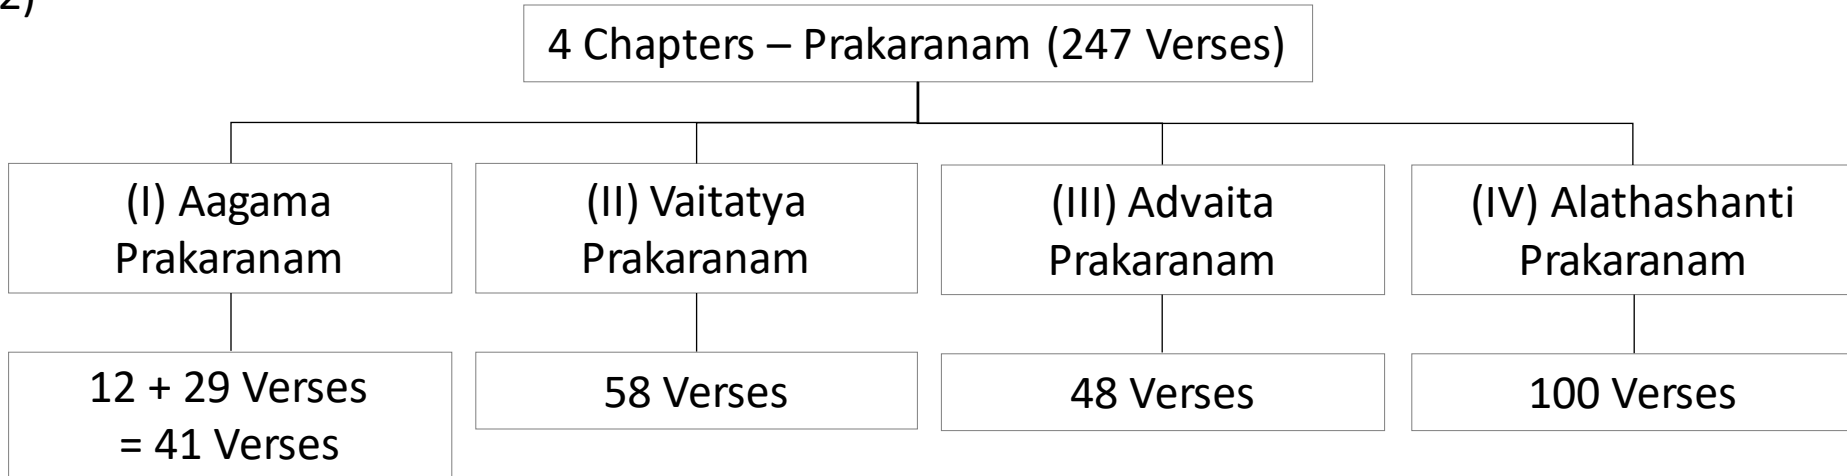 2)
4 Chapters – Prakaranam (247 Verses)
(I) Aagama
Prakaranam
(II) Vaitatya
Prakaranam
(III) Advaita
Prakaranam
(IV) Alathashanti
Prakaranam
12 + 29 Verses
= 41 Verses
58 Verses
48 Verses
100 Verses